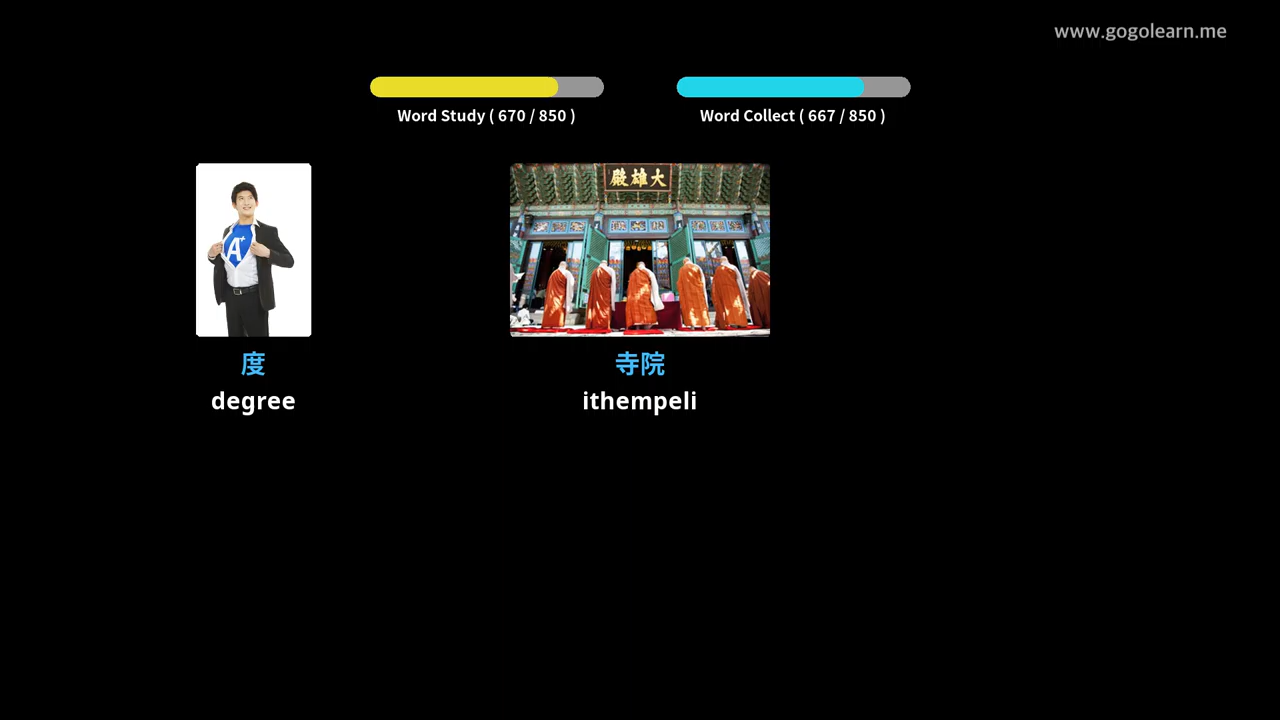 www.gogolearn.me
Word Study ( 670 / 850 )
Word Collect ( 667 / 850 )
A+
殿雄大
度
寺院
degree
ithempeli